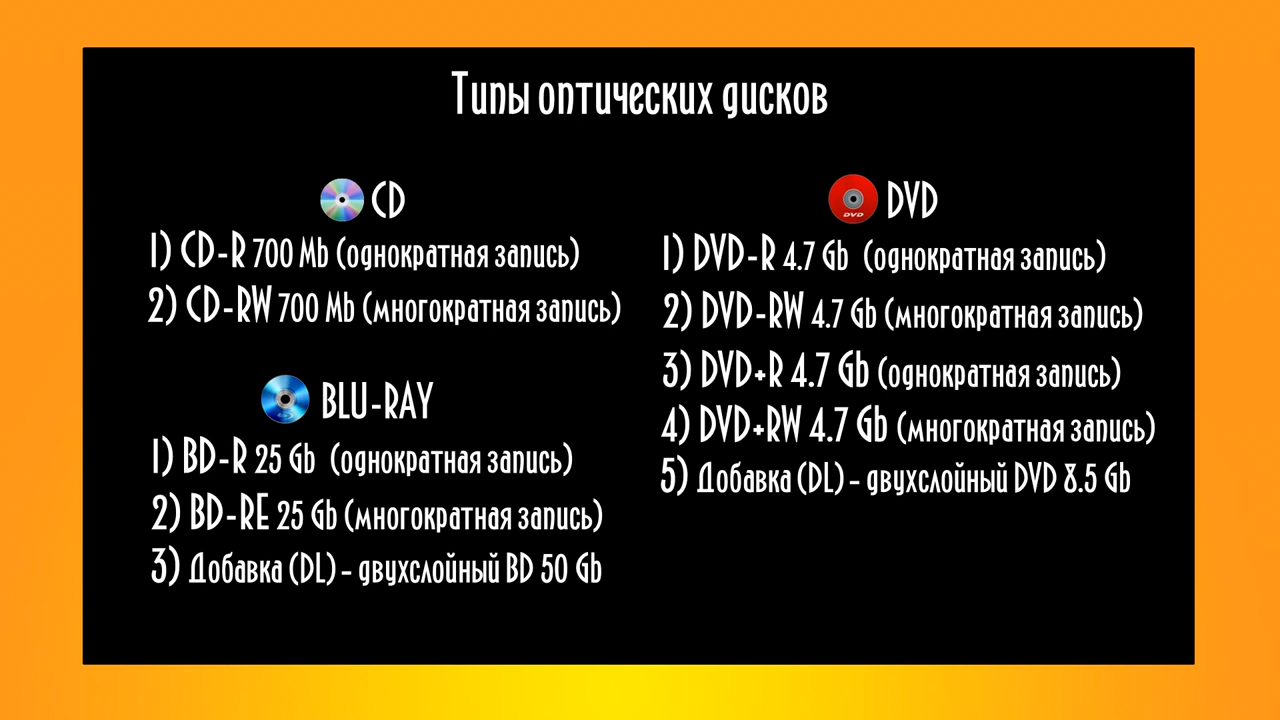 Типы оптических дисков
CD
1) CD-R 700 Mb (однократная запись)
2) CD-RW 700 Mb (многократная запись)
BLU-RAY
1) BD-R 25 Gb (однократная запись)
2) BD-RE 25 Gb (многократная запись)
3) Добавка (DL) - двухслойный BD 50 Gb
DVD
DVD
1) DVD-R 4.7 Gb (однократная запись)
2) DVD-RW 4.7 Gb (многократная запись)
3) DVD+R 4.7 Gb (однократная запись)
4) DVD+RW 4.7 Gb (многократная запись)
5) Добавка (DL) - двухслойный DVD 8.5 Gb